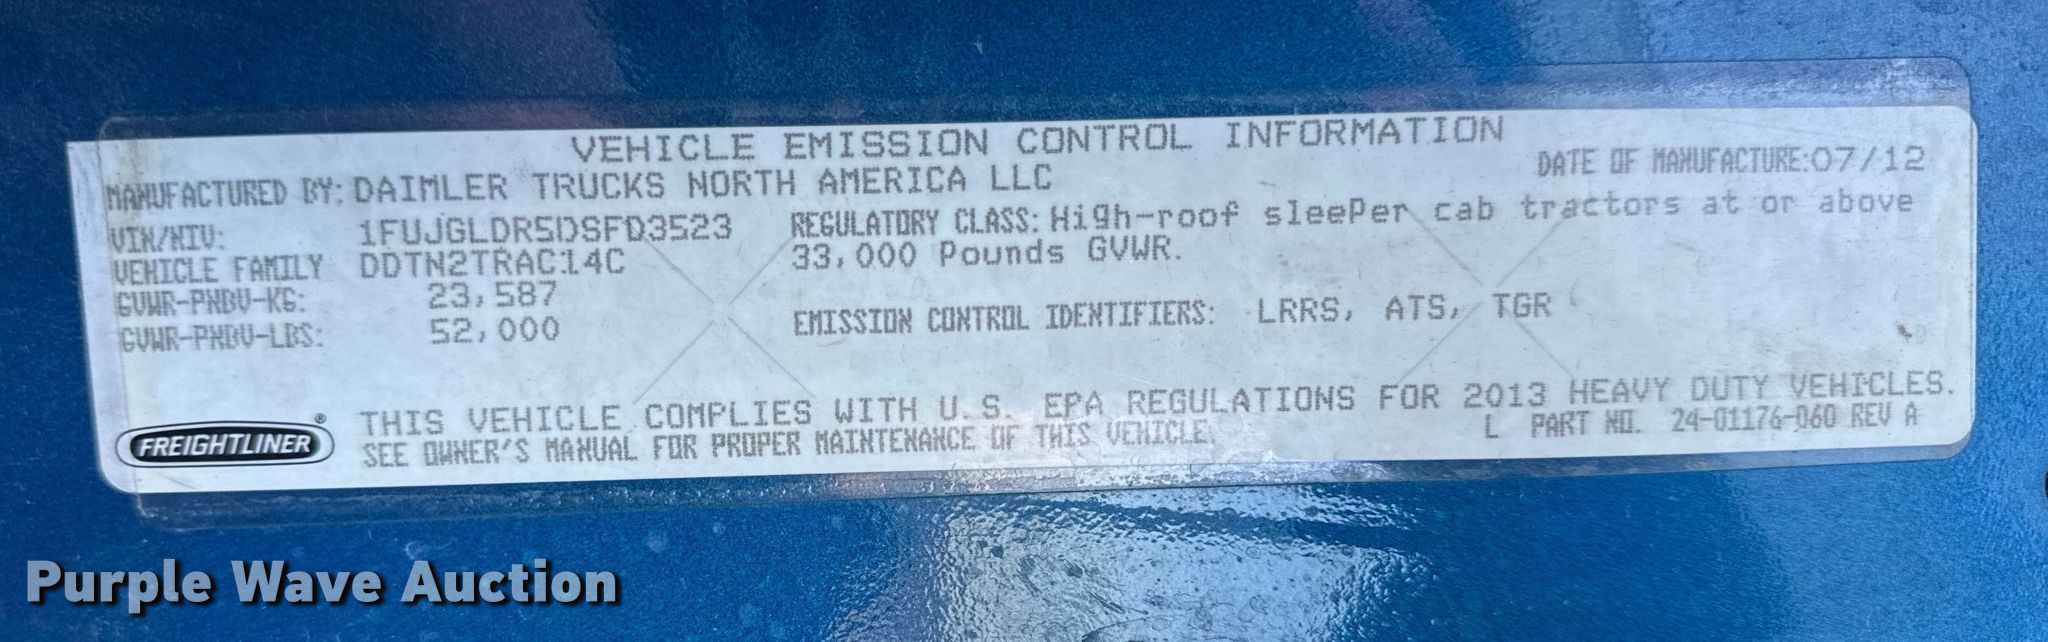 VEHICLE EMISSION CONTROL INFORMATION
DATE OF MANUFACTURE:07/12
MANUFACTURED BY: DAIMLER TRUCKS NORTH AMERICA LLC
VIN/NIV: 1FUJGLDR5DSFD3523
VEHICLE FAMILY DDTN2TRAC14C
GVWR-PNBV-KG: 23,587
GVWR-PNBV-LBS: 52,000
REGULATORY CLASS: High-roof sleeper cab tractors at or above
33,000 Pounds GVWR.
EMISSION CONTROL IDENTIFIERS: LRRS, ATS, TGR
FREIGHTLINER®
THIS VEHICLE COMPLIES WITH U.S. EPA REGULATIONS FOR 2013 HEAVY DUTY VEHICLES.
SEE OWNER'S MANUAL FOR PROPER MAINTENANCE OF THIS VEHICLE.
L PART NO. 24-01176-060 REV A
Purple Wave Auction